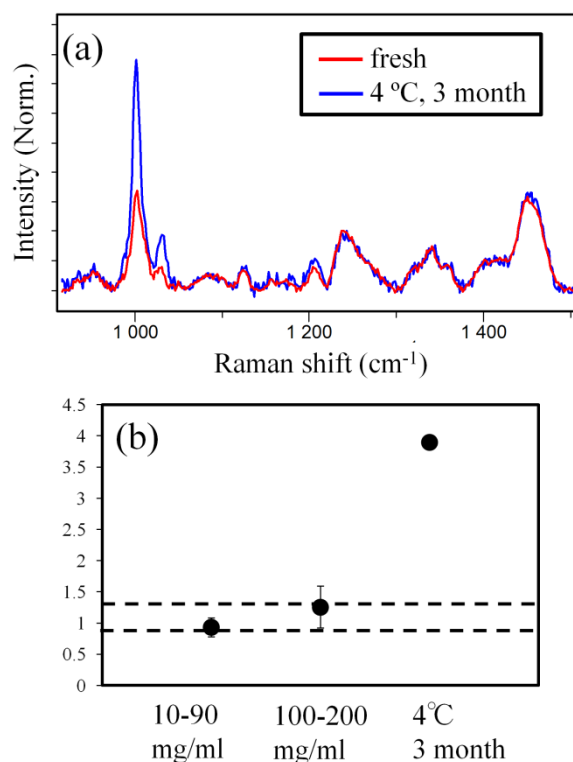 (a)
fresh
4 ºC, 3 month
Intensity (Norm.)
1 000
1 200
1 400
Raman shift (cm⁻¹)
(b)
4.5
4
3.5
3
2.5
2
1.5
1
0.5
0
10-90
mg/ml
100-200
mg/ml
4℃
3 month